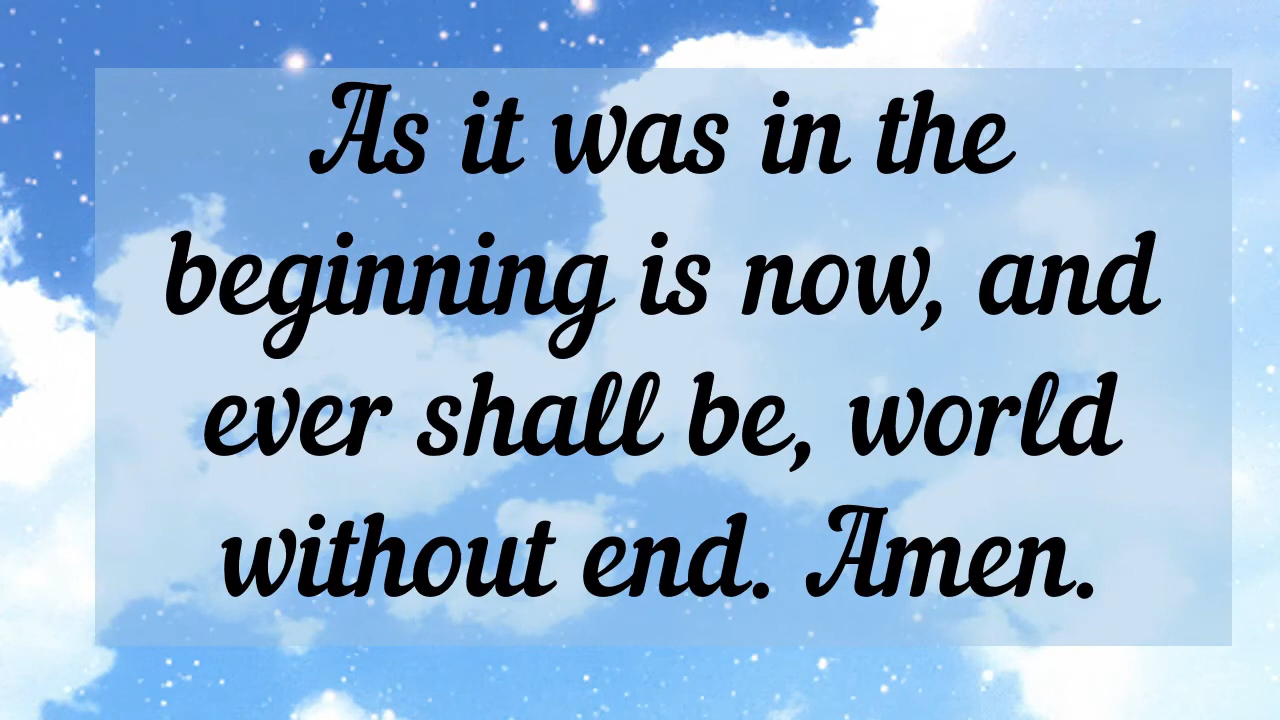 As it was in the
beginning is now, and
ever shall be, world
without end. Amen.